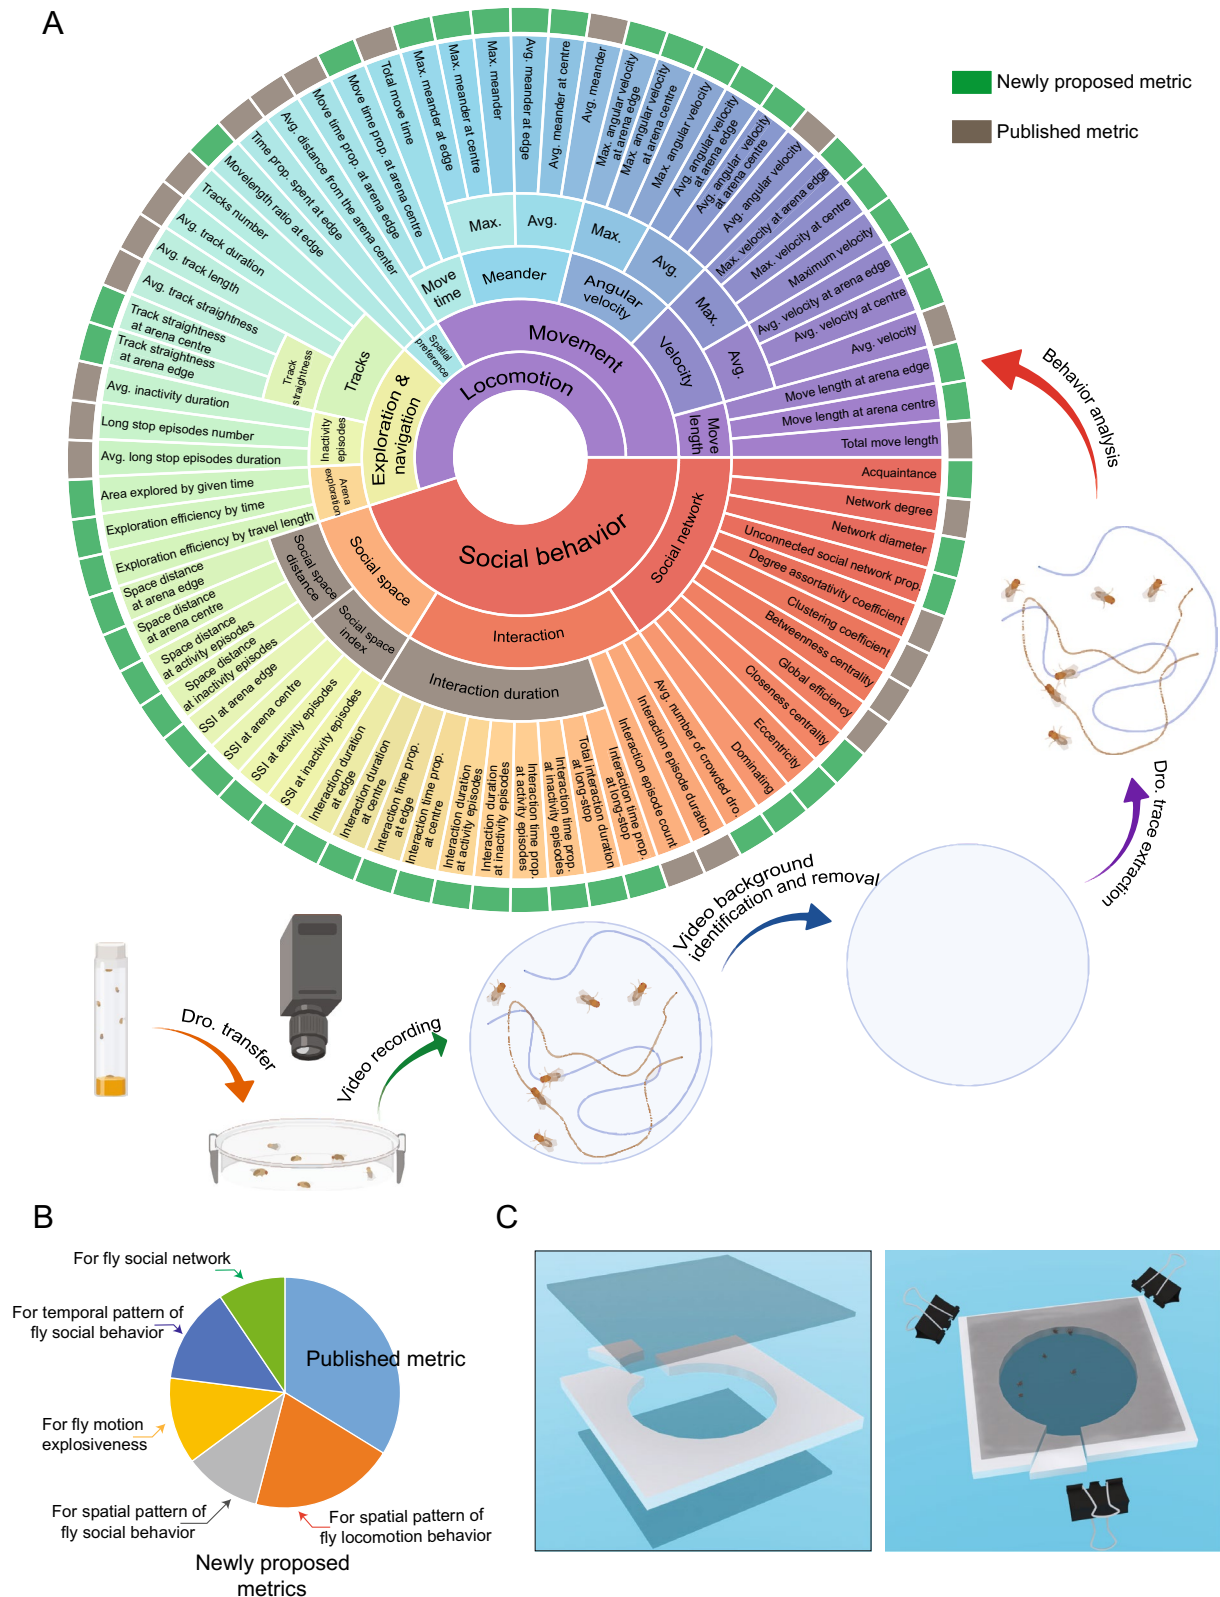 A
Newly proposed metric
Published metric
Locomotion
Movement
Exploration &
navigation
Spatial
preference
Move
time
Meander
Max.
Avg.
Angular
velocity
Max.
Avg.
Velocity
Max.
Avg.
Move
length
Tracks
Track
straightness
Inactivity
episodes
Arena
exploration
Social behavior
Social space
Social space
distance
Social space
index
Interaction
Interaction duration
Social network
Avg. long stop episodes duration
Long stop episodes number
Avg. inactivity duration
Track straightness
at arena edge
Track straightness
at arena centre
Avg. track straightness
Avg. track length
Avg. track duration
Tracks number
Movelength ratio at edge
Time prop. spent at edge
Avg. distance from the arena center
Move time prop. at arena edge
Move time prop. at arena centre
Total move time
Max. meander at edge
Max. meander at centre
Max. meander
Avg. meander at edge
Avg. meander at centre
Avg. meander
Max. angular velocity
at arena edge
Max. angular velocity
at arena centre
Max. angular velocity
Avg. angular velocity
at arena edge
Avg. angular velocity
at arena centre
Avg. angular velocity
Max. velocity at arena edge
Max. velocity at centre
Maximum velocity
Avg. velocity at arena edge
Avg. velocity at centre
Avg. velocity
Move length at arena edge
Move length at arena centre
Total move length
Acquaintance
Network degree
Network diameter
Unconnected social network prop.
Degree assortativity coefficient
Clustering coefficient
Betweenness centrality
Global efficiency
Closeness centrality
Eccentricity
Dominating
Avg. number of crowded dro.
Interaction episode duration
Interaction episode count
Interaction time prop.
at long-stop
Total interaction duration
at long-stop
Interaction time prop.
at inactivity episodes
Interaction time prop.
at activity episodes
Interaction duration
at inactivity episodes
Interaction duration
at activity episodes
Interaction time prop.
at centre
Interaction time prop.
at edge
Interaction duration
at centre
Interaction duration
at edge
SSI at inactivity episodes
SSI at activity episodes
SSI at arena centre
SSI at arena edge
Space distance
at inactivity episodes
Space distance
at activity episodes
Space distance
at arena centre
Space distance
at arena edge
Exploration efficiency by travel length
Exploration efficiency by time
Area explored by given time
Dro. transfer
Video recording
Video background
identification and removal
Dro. trace extraction
Behavior analysis
B
For fly social network
For temporal pattern of
fly social behavior
Published metric
For fly motion
explosiveness
For spatial pattern of
fly social behavior
For spatial pattern of
fly locomotion behavior
Newly proposed
metrics
C